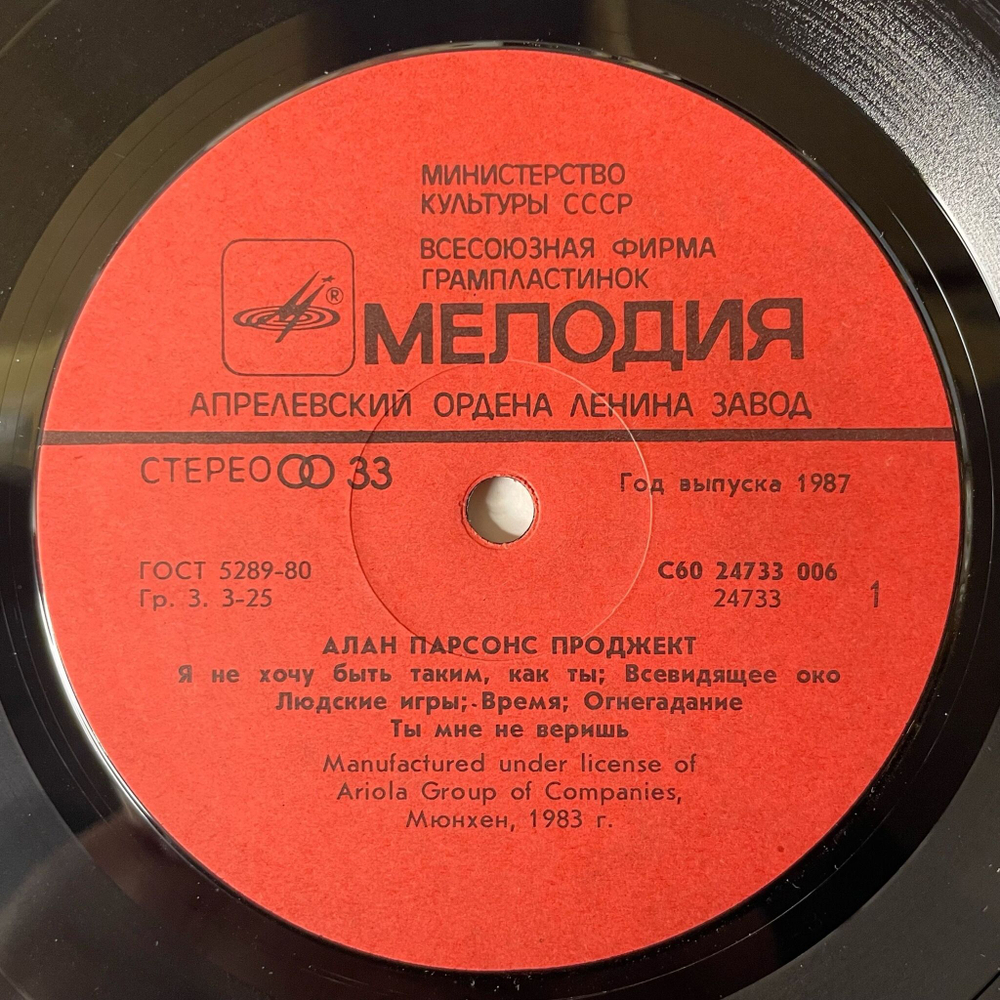 МИНИСТЕРСТВО
КУЛЬТУРЫ СССР
ВСЕСОЮЗНАЯ ФИРМА
ГРАМПЛАСТИНОК
®
МЕЛОДИЯ
АПРЕЛЕВСКИЙ ОРДЕНА ЛЕНИНА ЗАВОД
СТЕРЕО 33
Год выпуска 1987
ГОСТ 5289-80
Гр. 3. 3-25
С60 24733 006
24733
1
АЛАН ПАРСОНС ПРОДЖЕКТ
Я не хочу быть таким, как ты; Всевидящее око
Людские игры; Время; Огнегадание
Ты мне не веришь
Manufactured under license of
Ariola Group of Companies,
Мюнхен, 1983 г.